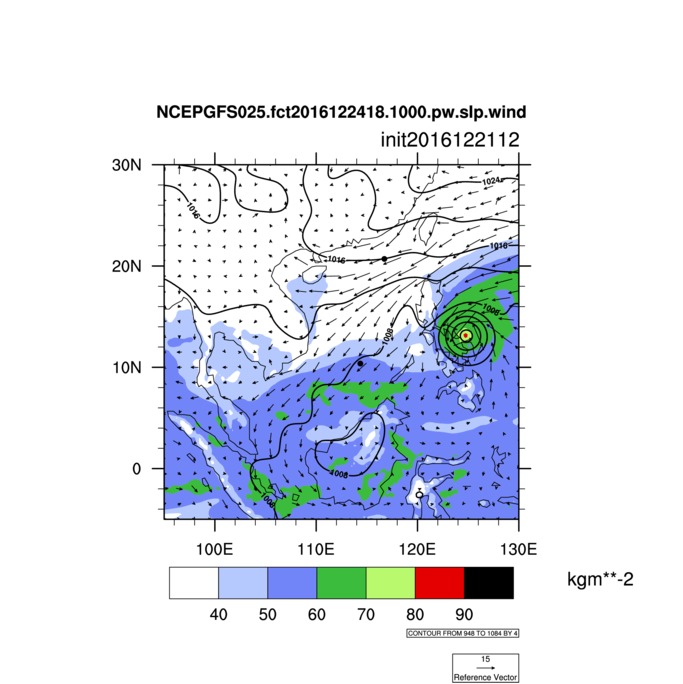 NCEPGFS025.fct2016122418.1000.pw.slp.wind
init2016122112
30N
20N
10N
0
1024
1016
1016
1016
1008
1008
1008
1008
100E
110E
120E
130E
kgm**-2
40
50
60
70
80
90
CONTOUR FROM 948 TO 1084 BY 4
15
Reference Vector